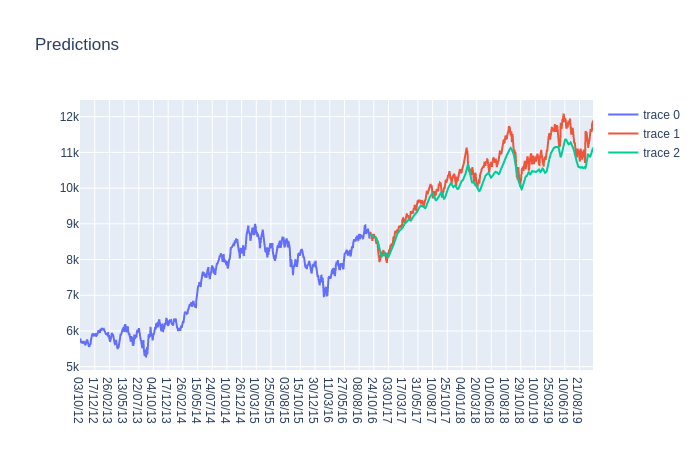 Predictions
12k
11k
10k
9k
8k
7k
6k
5k
03/10/12
17/12/12
26/02/13
13/05/13
22/07/13
04/10/13
17/12/13
26/02/14
15/05/14
24/07/14
10/10/14
26/12/14
10/03/15
25/05/15
03/08/15
15/10/15
30/12/15
11/03/16
27/05/16
08/08/16
24/10/16
03/01/17
17/03/17
31/05/17
10/08/17
25/10/17
04/01/18
20/03/18
01/06/18
10/08/18
29/10/18
10/01/19
25/03/19
10/06/19
21/08/19
trace 0
trace 1
trace 2